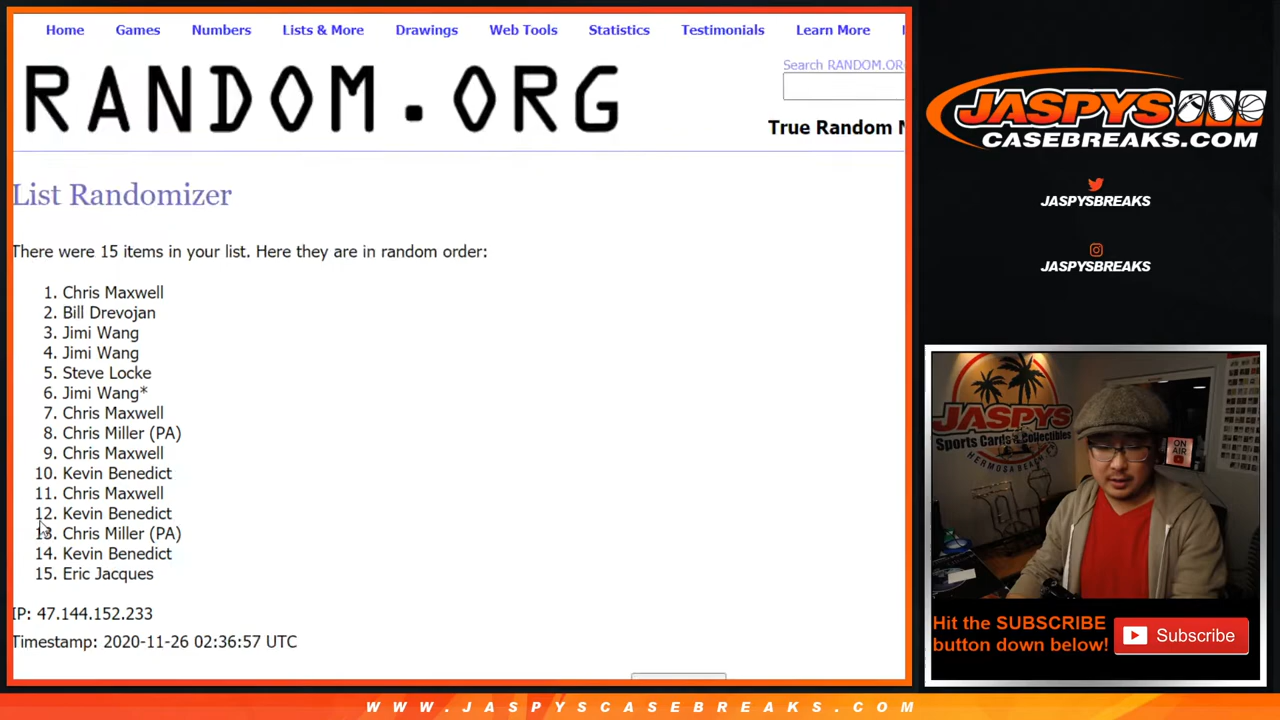 Home Games Numbers Lists & More Drawings Web Tools Statistics Testimonials Learn More
Search RANDOM.OR
RANDOM.ORG
True Random N
List Randomizer
There were 15 items in your list. Here they are in random order:
1. Chris Maxwell
2. Bill Drevojan
3. Jimi Wang
4. Jimi Wang
5. Steve Locke
6. Jimi Wang*
7. Chris Maxwell
8. Chris Miller (PA)
9. Chris Maxwell
10. Kevin Benedict
11. Chris Maxwell
12. Kevin Benedict
13. Chris Miller (PA)
14. Kevin Benedict
15. Eric Jacques
IP: 47.144.152.233
Timestamp: 2020-11-26 02:36:57 UTC
JASPYS
CASEBREAKS.COM
JASPYSBREAKS
JASPYSBREAKS
JASPYS
Sports Cards & Collectibles
HERMOSA BEACH
ON
AIR
Hit the SUBSCRIBE
button down below!
Subscribe
WWW.JASPYSCASEBREAKS.COM